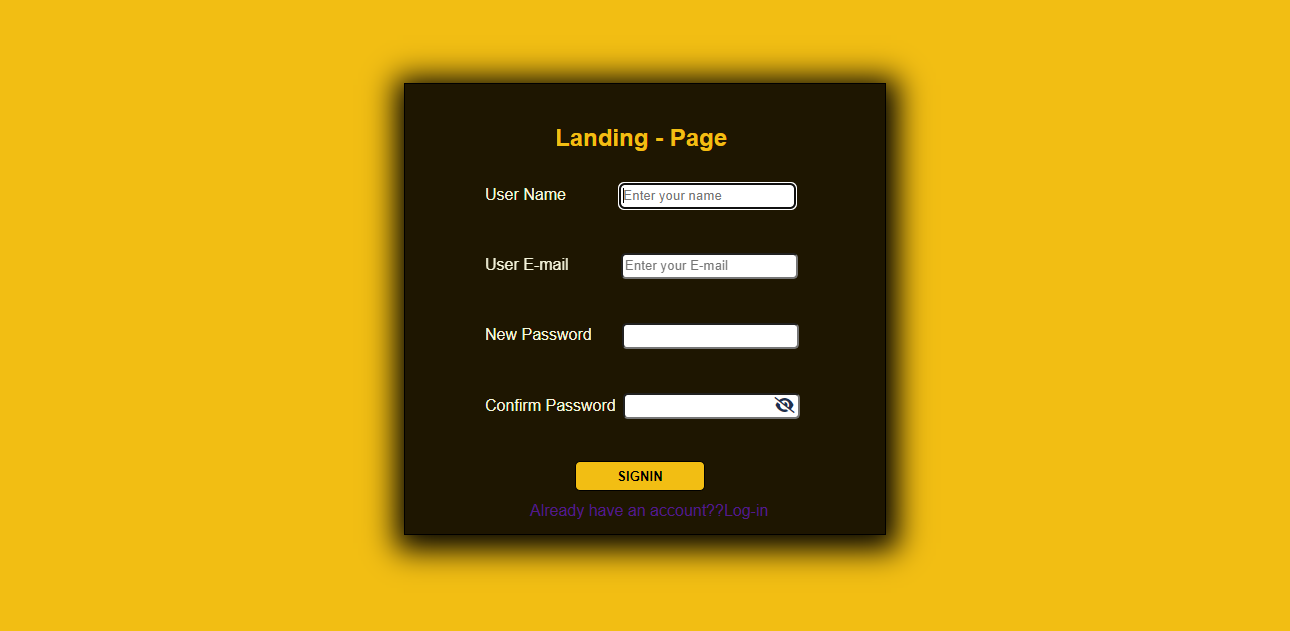 Landing - Page
User Name Enter your name
User E-mail Enter your E-mail
New Password
Confirm Password
SIGNIN
Already have an account??Log-in